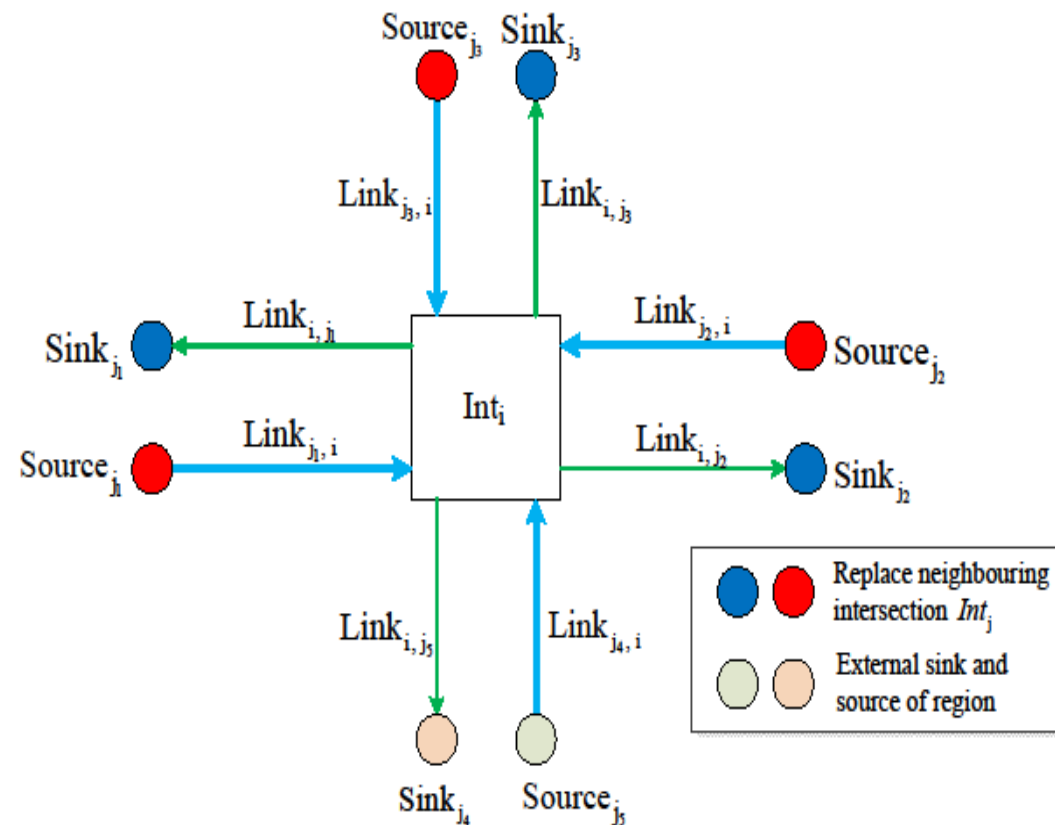 Source_j₃ Sink_j₃
Link_j₃, i Link_i, j₃
Link_i, j₁ Link_j₂, i
Sink_j₁ Source_j₂
Int_i
Link_j₁, i Link_i, j₂
Source_j₁ Sink_j₂
Link_i, j₅ Link_j₄, i
Sink_j₄ Source_j₅
Replace neighbouring
intersection Int_j
External sink and
source of region